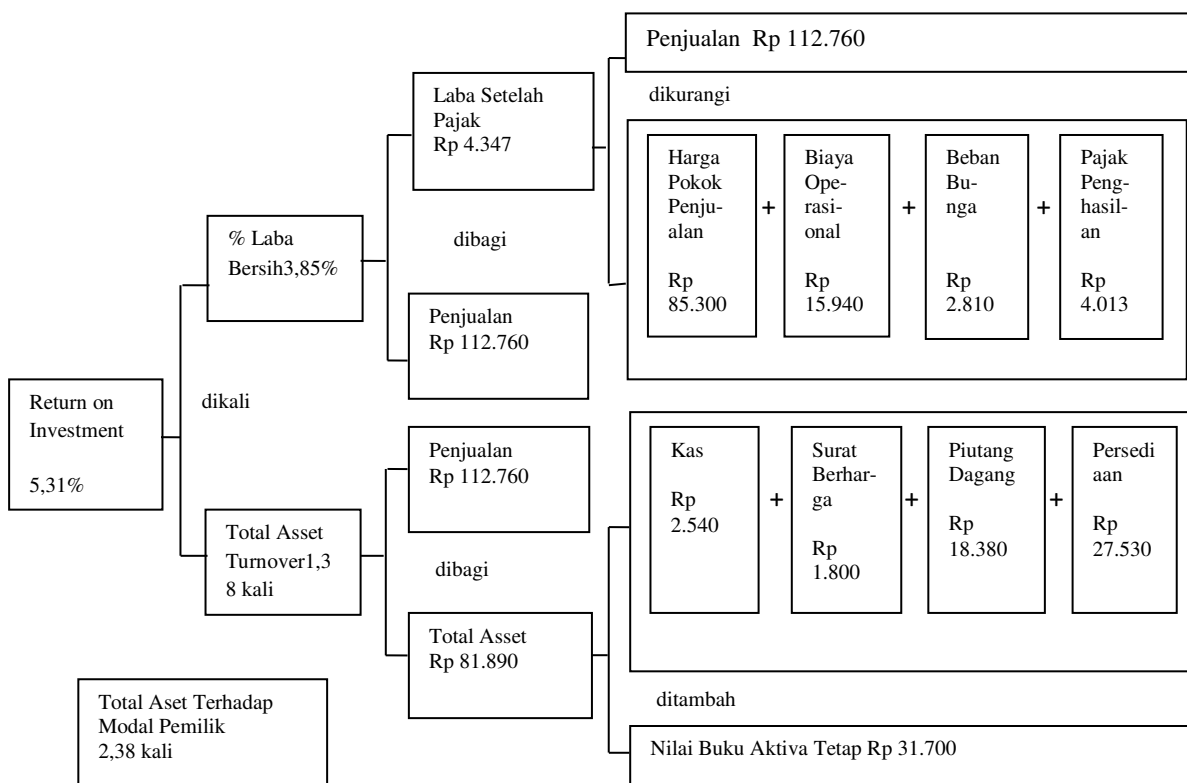 Penjualan Rp 112.760
dikurangi
Laba Setelah
Pajak
Rp 4.347
Harga
Pokok
Penju-
alan
Rp
85.300
+
Biaya
Ope-
rasi-
onal
Rp
15.940
+
Beban
Bu-
nga
Rp
2.810
+
Pajak
Peng-
hasil-
an
Rp
4.013
% Laba
Bersih3,85%
dibagi
Penjualan
Rp 112.760
Return on
Investment
5,31%
dikali
Penjualan
Rp 112.760
Total Asset
Turnover1,3
8 kali
dibagi
Total Asset
Rp 81.890
Kas
Rp
2.540
+
Surat
Berhar-
ga
Rp
1.800
+
Piutang
Dagang
Rp
18.380
+
Persedi
aan
Rp
27.530
ditambah
Nilai Buku Aktiva Tetap Rp 31.700
Total Aset Terhadap
Modal Pemilik
2,38 kali